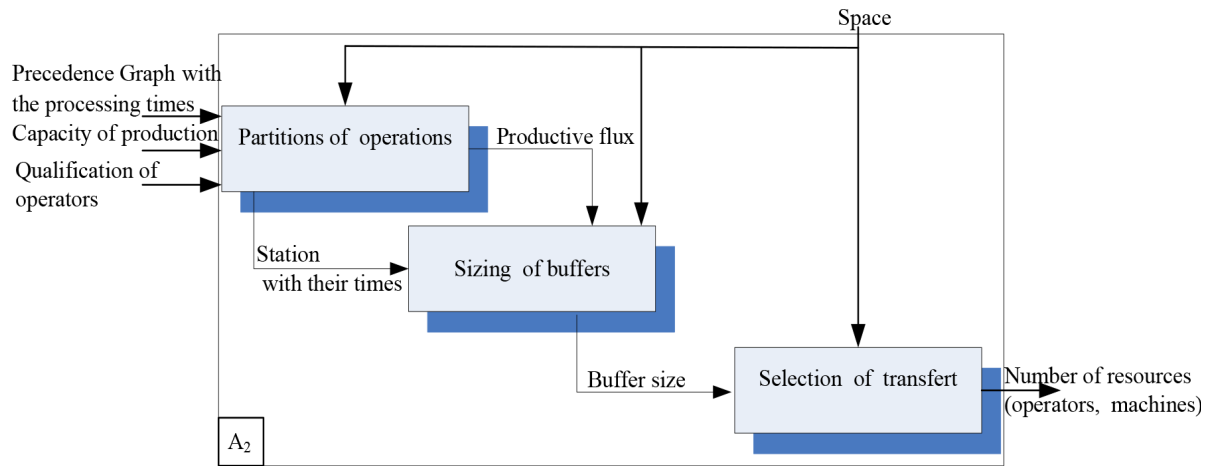 Space
Precedence Graph with
the processing times
Capacity of production
Qualification of
operators
Partitions of operations
Productive flux
Station
with their times
Sizing of buffers
Buffer size
Selection of transfert
Number of resources
(operators, machines)
A2